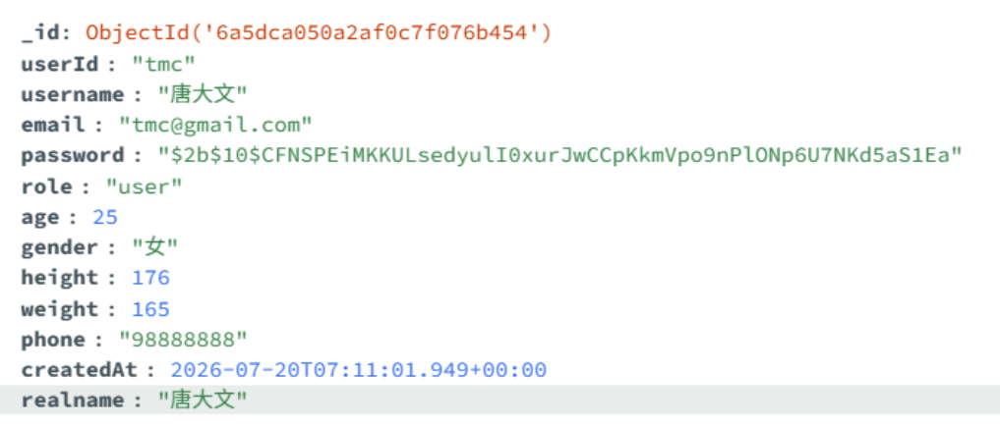 _id: ObjectId('6a5dca050a2af0c7f076b454')
userId : "tmc"
username : "唐大文"
email : "tmc@gmail.com"
password : "$2b$10$CFNSPEiMKKULsedyulI0xurJwCCpKkmVpo9nPlONp6U7NKd5aS1Ea"
role : "user"
age : 25
gender : "女"
height : 176
weight : 165
phone : "98888888"
createdAt : 2026-07-20T07:11:01.949+00:00
realname : "唐大文"